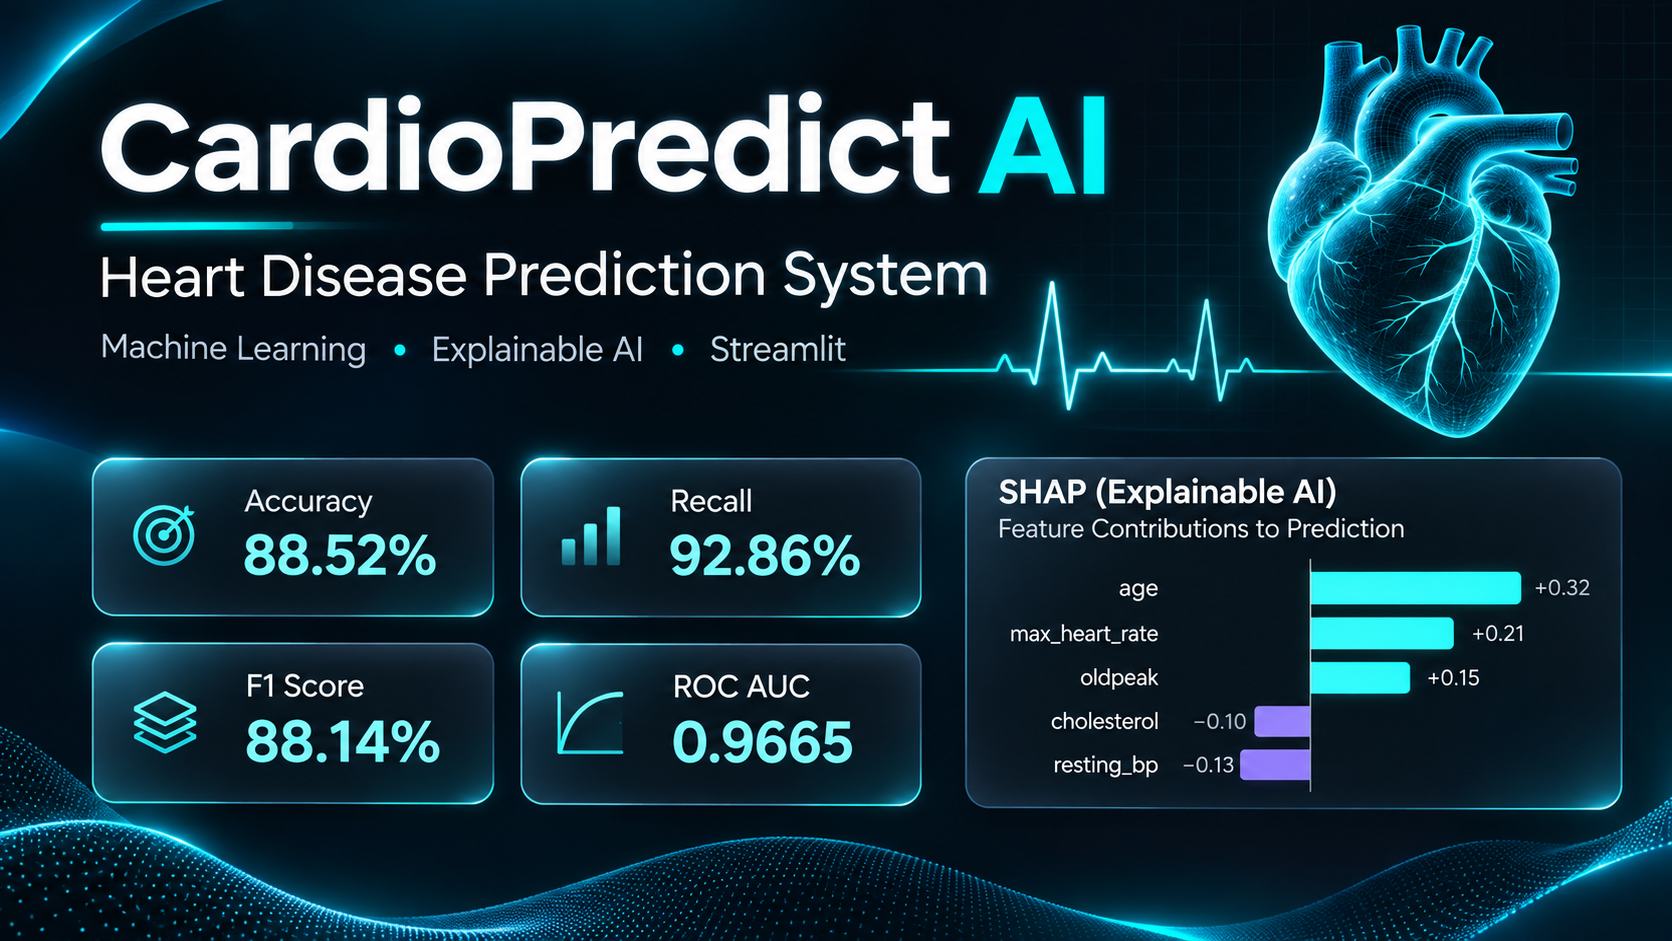 CardioPredict AI
Heart Disease Prediction System
Machine Learning • Explainable AI • Streamlit
Accuracy
88.52%
Recall
92.86%
F1 Score
88.14%
ROC AUC
0.9665
SHAP (Explainable AI)
Feature Contributions to Prediction
age +0.32
max_heart_rate +0.21
oldpeak +0.15
cholesterol −0.10
resting_bp −0.13